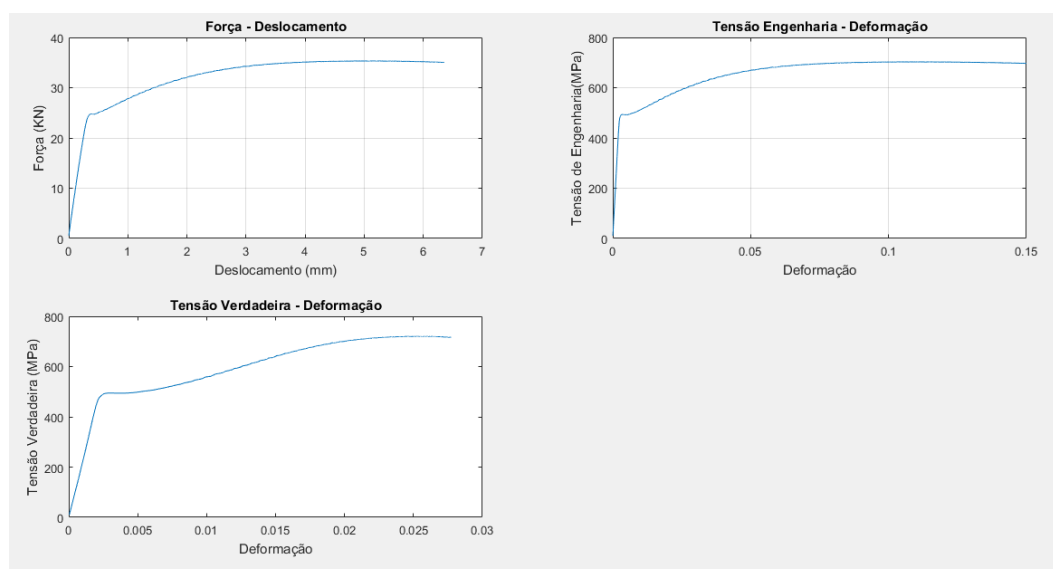 Força - Deslocamento
Força (KN)
40
30
20
10
0
0 1 2 3 4 5 6 7
Deslocamento (mm)
Tensão Engenharia - Deformação
Tensão de Engenharia(MPa)
800
600
400
200
0
0 0.05 0.1 0.15
Deformação
Tensão Verdadeira - Deformação
Tensão Verdadeira (MPa)
800
600
400
200
0
0 0.005 0.01 0.015 0.02 0.025 0.03
Deformação